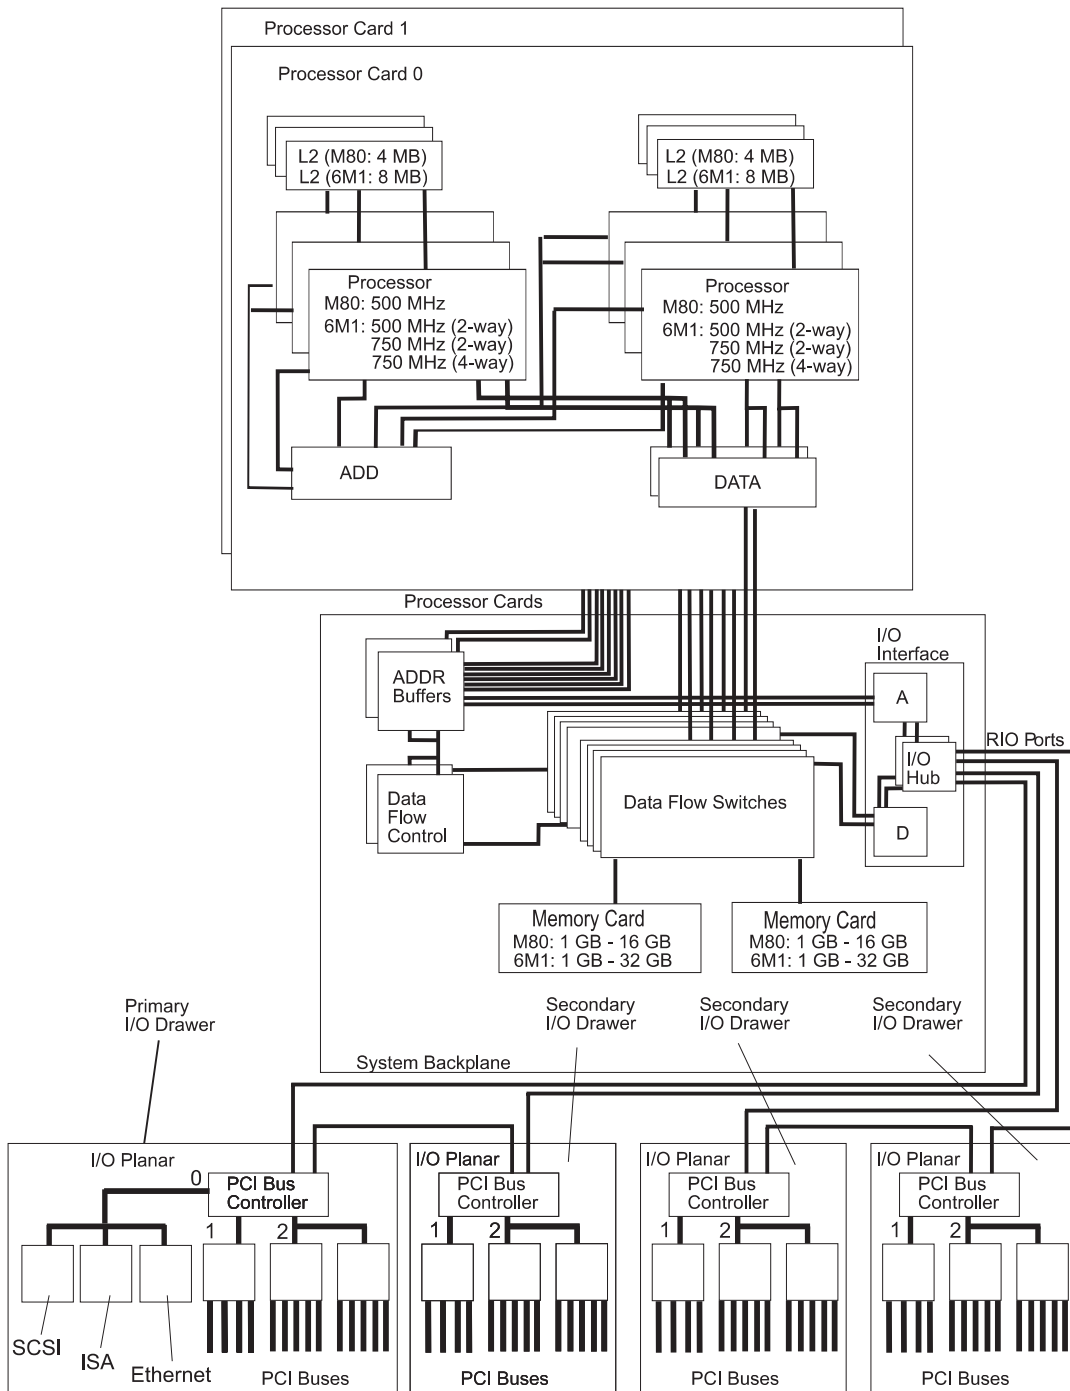 Processor Card 1
Processor Card 0
L2 (M80: 4 MB)
L2 (6M1: 8 MB)
L2 (M80: 4 MB)
L2 (6M1: 8 MB)
Processor
M80: 500 MHz
6M1: 500 MHz (2-way)
750 MHz (2-way)
750 MHz (4-way)
Processor
M80: 500 MHz
6M1: 500 MHz (2-way)
750 MHz (2-way)
750 MHz (4-way)
ADD
DATA
Processor Cards
I/O
Interface
ADDR
Buffers
A
RIO Ports
I/O
Hub
Data
Flow
Control
Data Flow Switches
D
Memory Card
M80: 1 GB - 16 GB
6M1: 1 GB - 32 GB
Memory Card
M80: 1 GB - 16 GB
6M1: 1 GB - 32 GB
Primary
I/O Drawer
Secondary
I/O Drawer
Secondary
I/O Drawer
Secondary
I/O Drawer
System Backplane
I/O Planar
0
PCI Bus
Controller
1
2
SCSI
ISA
Ethernet
PCI Buses
I/O Planar
PCI Bus
Controller
1
2
PCI Buses
I/O Planar
PCI Bus
Controller
1
2
PCI Buses
I/O Planar
PCI Bus
Controller
1
2
PCI Buses